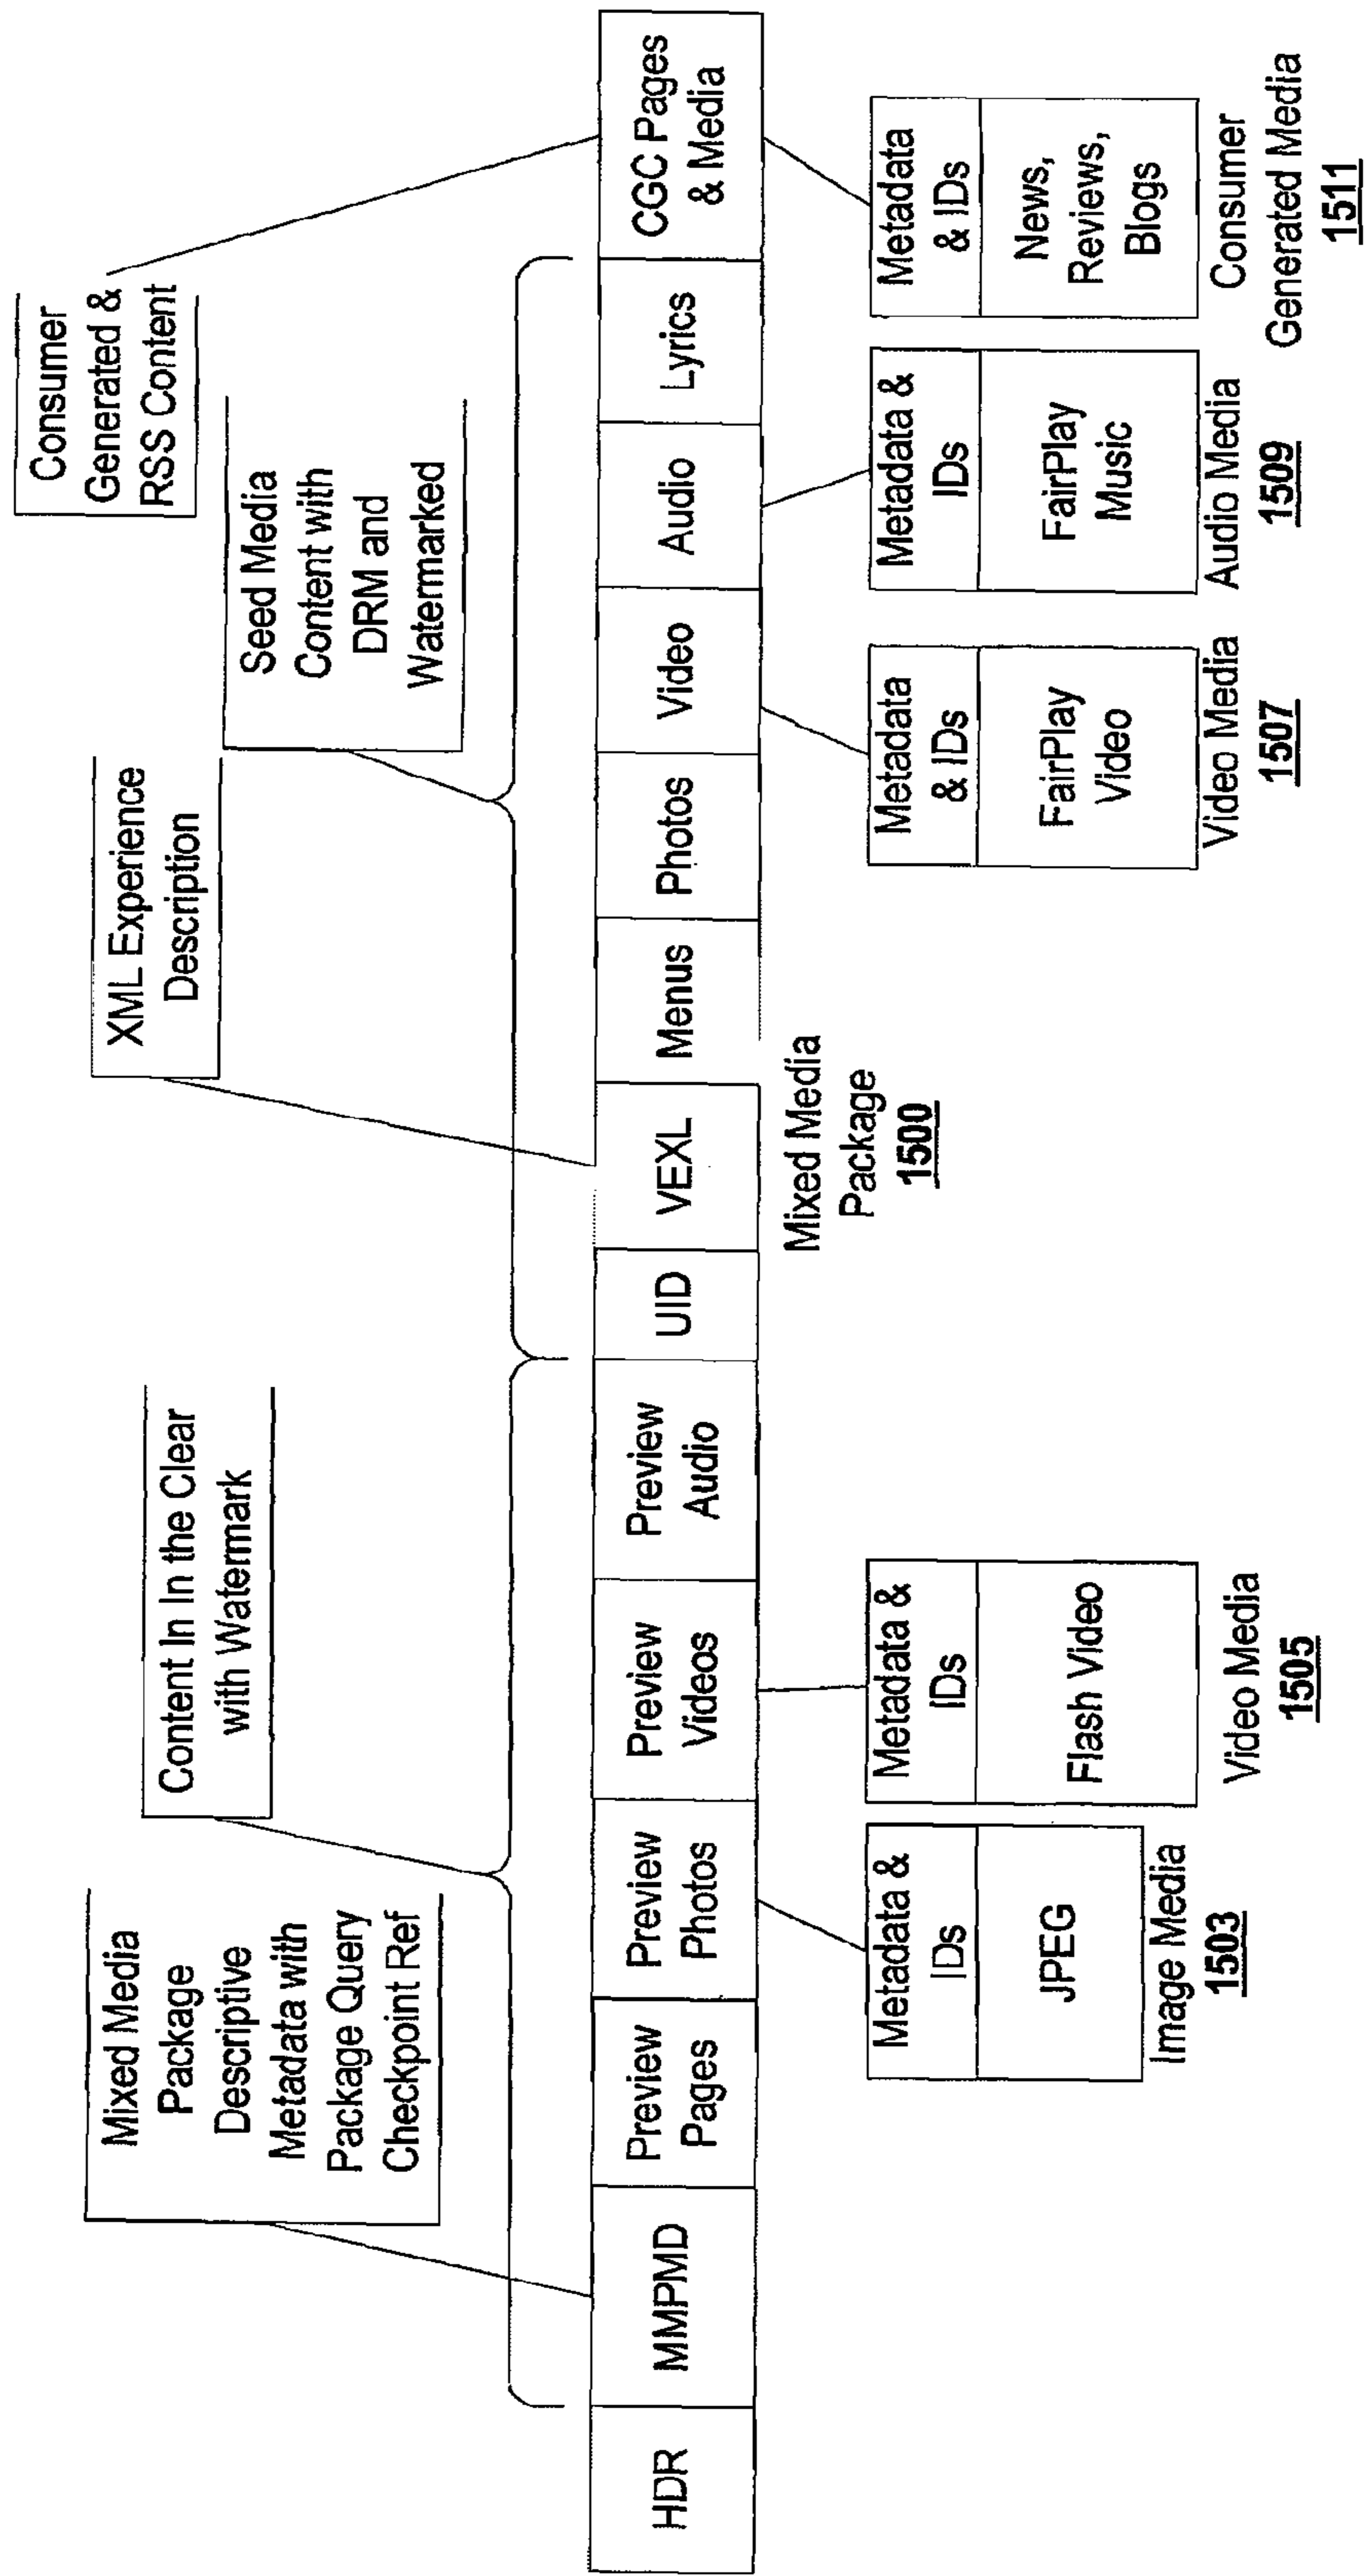 Mixed Media
Package
Descriptive
Metadata with
Package Query
Checkpoint Ref
Content In In the Clear
with Watermark
XML Experience
Description
Seed Media
Content with
DRM and
Watermarked
Consumer
Generated &
RSS Content
HDR
MMPMD
Preview
Pages
Preview
Photos
Preview
Videos
Preview
Audio
UID
VEXL
Menus
Photos
Video
Audio
Lyrics
CGC Pages
& Media
Mixed Media
Package
1500
Metadata &
IDs
JPEG
Image Media
1503
Metadata &
IDs
Flash Video
Video Media
1505
Metadata
& IDs
FairPlay
Video
Video Media
1507
Metadata &
IDs
FairPlay
Music
Audio Media
1509
Metadata
& IDs
News,
Reviews,
Blogs
Consumer
Generated Media
1511